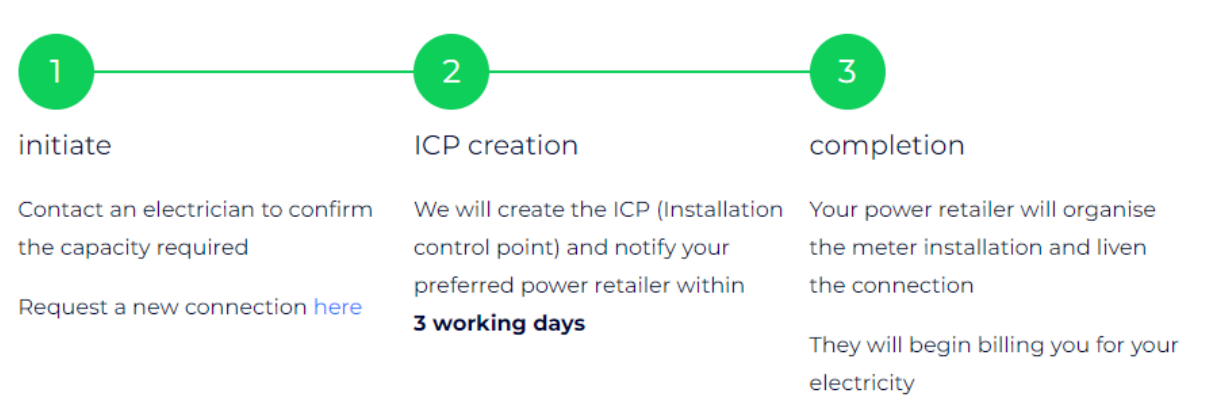 1
initiate
Contact an electrician to confirm
the capacity required
Request a new connection here
2
ICP creation
We will create the ICP (Installation
control point) and notify your
preferred power retailer within
3 working days
3
completion
Your power retailer will organise
the meter installation and liven
the connection
They will begin billing you for your
electricity